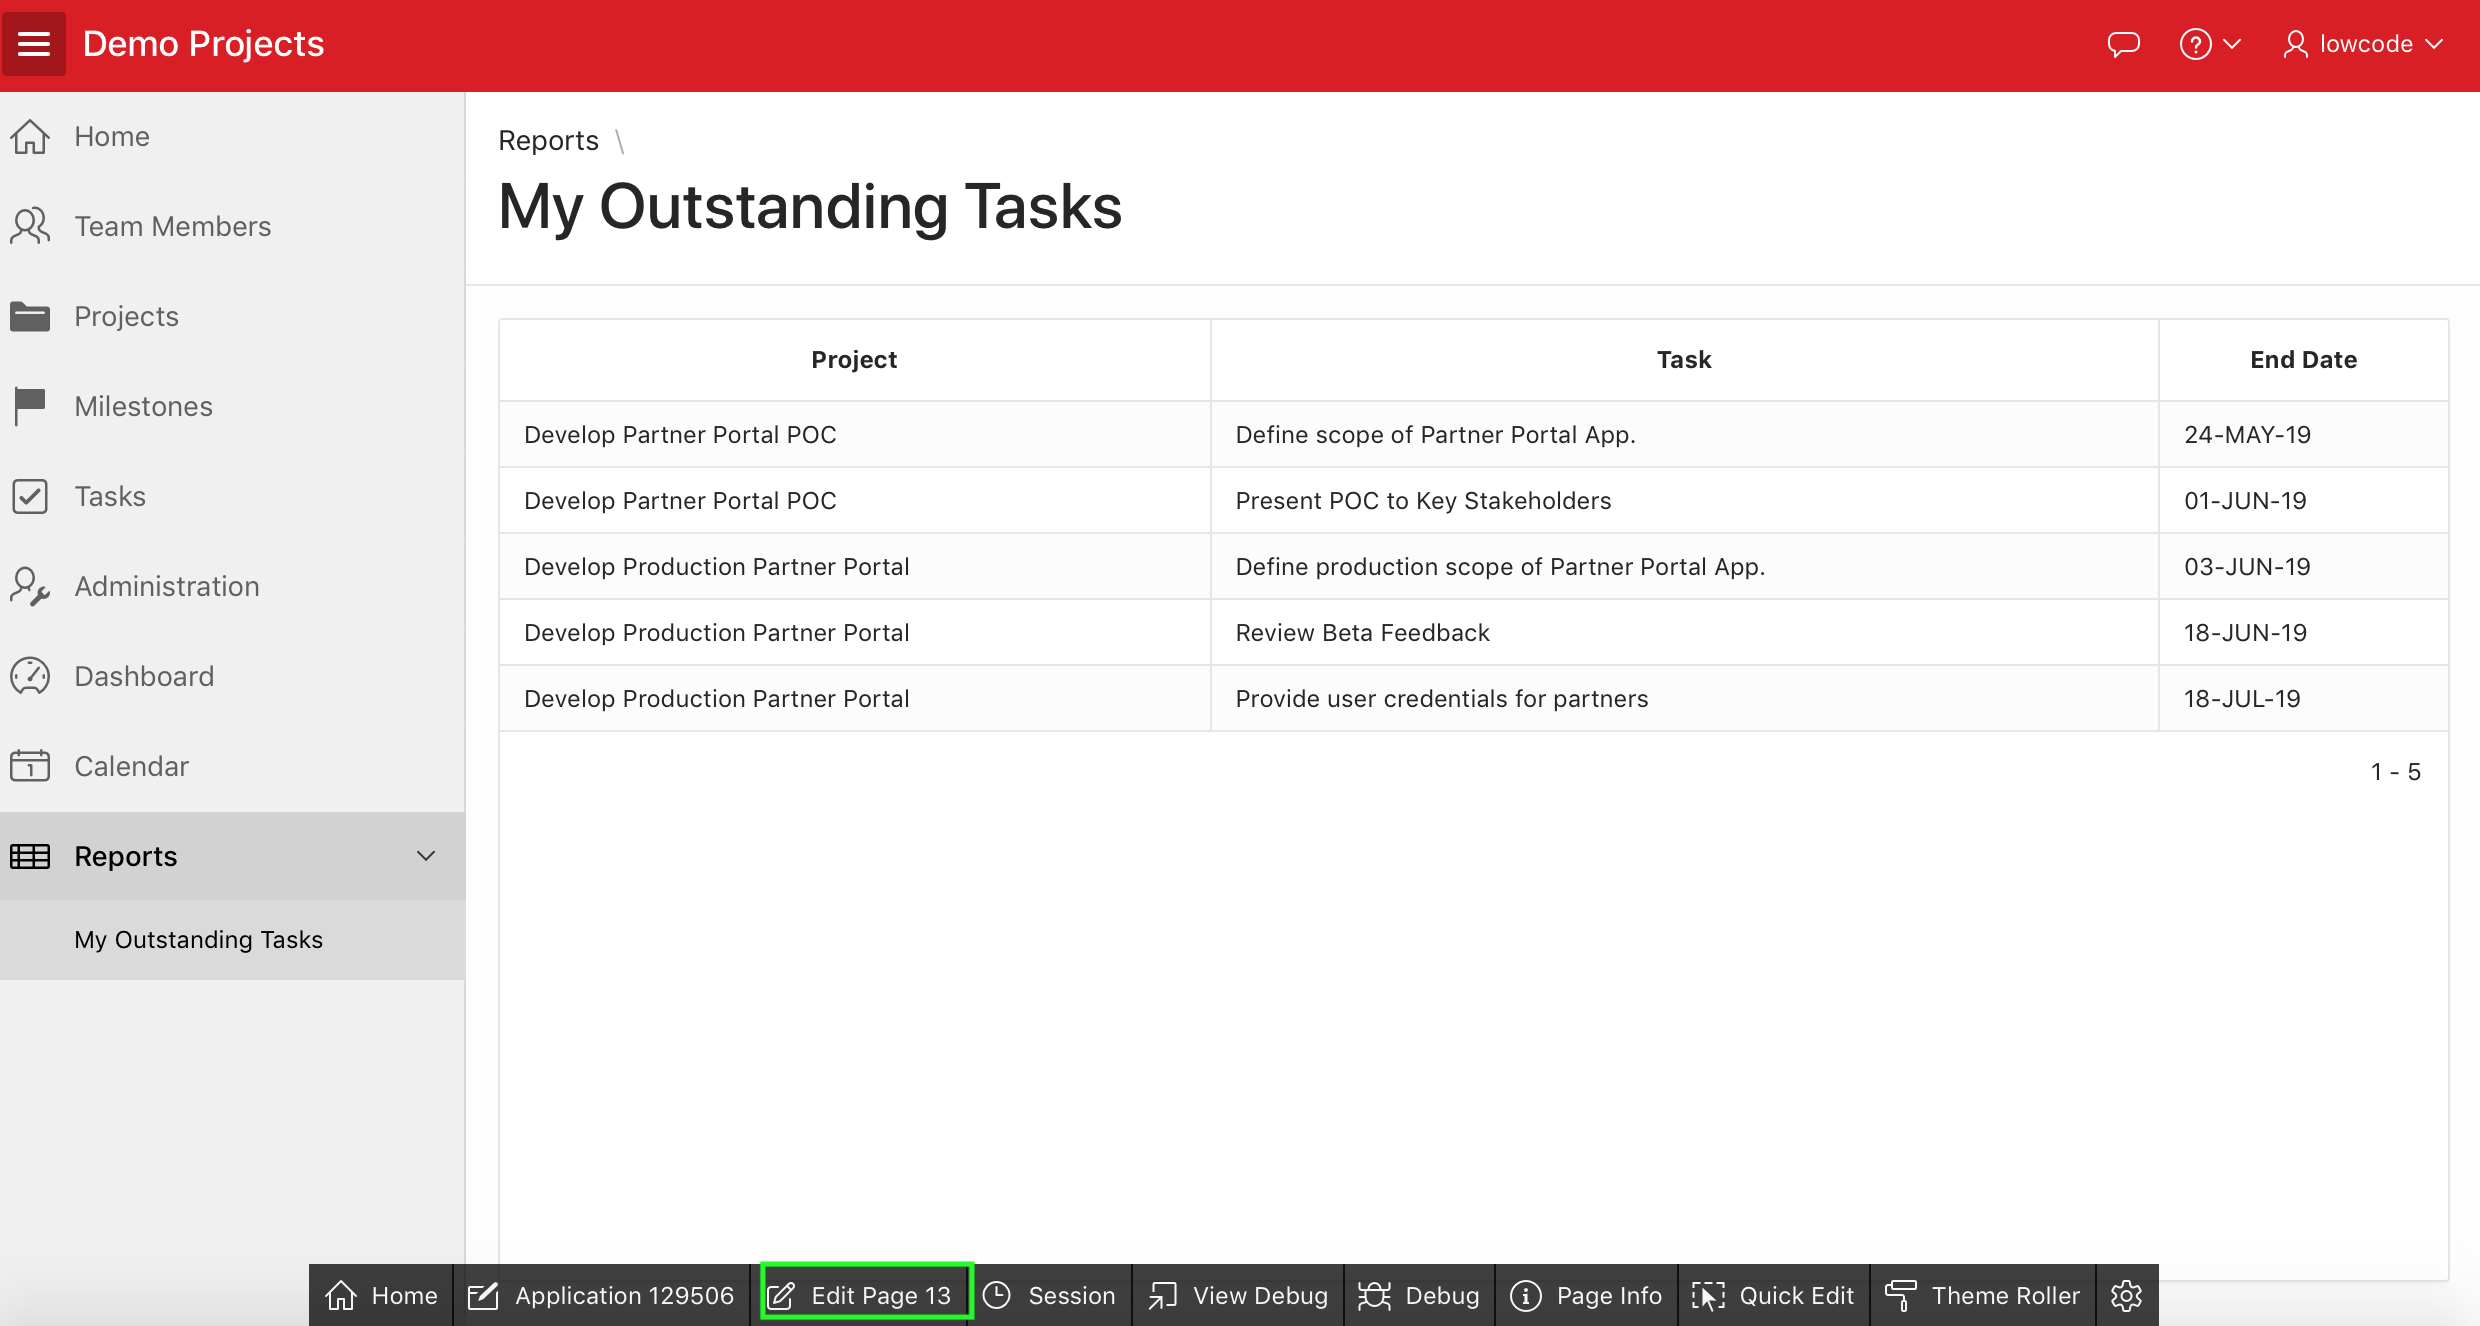 Demo Projects
? lowcode
Home
Team Members
Projects
Milestones
Tasks
Administration
Dashboard
1 Calendar
Reports
My Outstanding Tasks
Reports \
My Outstanding Tasks
Project Task End Date
Develop Partner Portal POC Define scope of Partner Portal App. 24-MAY-19
Develop Partner Portal POC Present POC to Key Stakeholders 01-JUN-19
Develop Production Partner Portal Define production scope of Partner Portal App. 03-JUN-19
Develop Production Partner Portal Review Beta Feedback 18-JUN-19
Develop Production Partner Portal Provide user credentials for partners 18-JUL-19
1 - 5
Home Application 129506 Edit Page 13 Session View Debug Debug Page Info Quick Edit Theme Roller